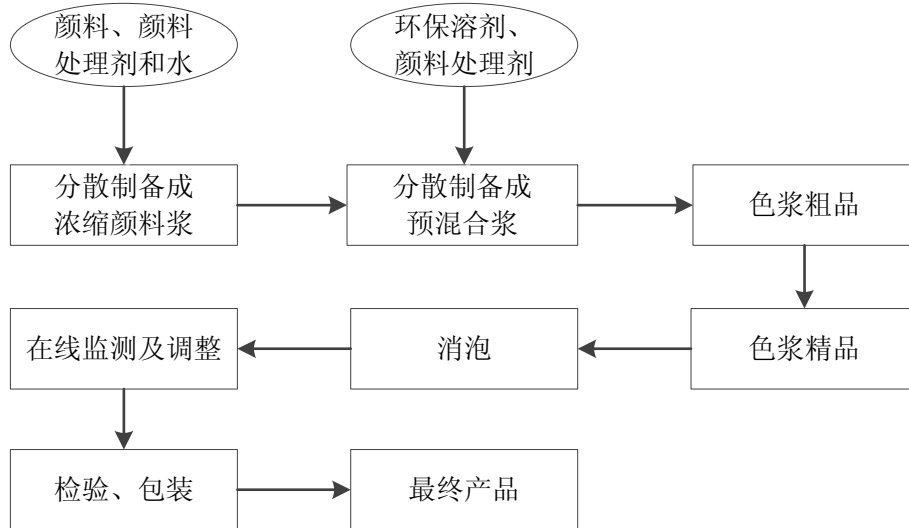 颜料、颜料
处理剂和水
环保溶剂、
颜料处理剂
分散制备成
浓缩颜料浆
分散制备成
预混合浆
色浆粗品
色浆精品
消泡
在线监测及调整
检验、包装
最终产品